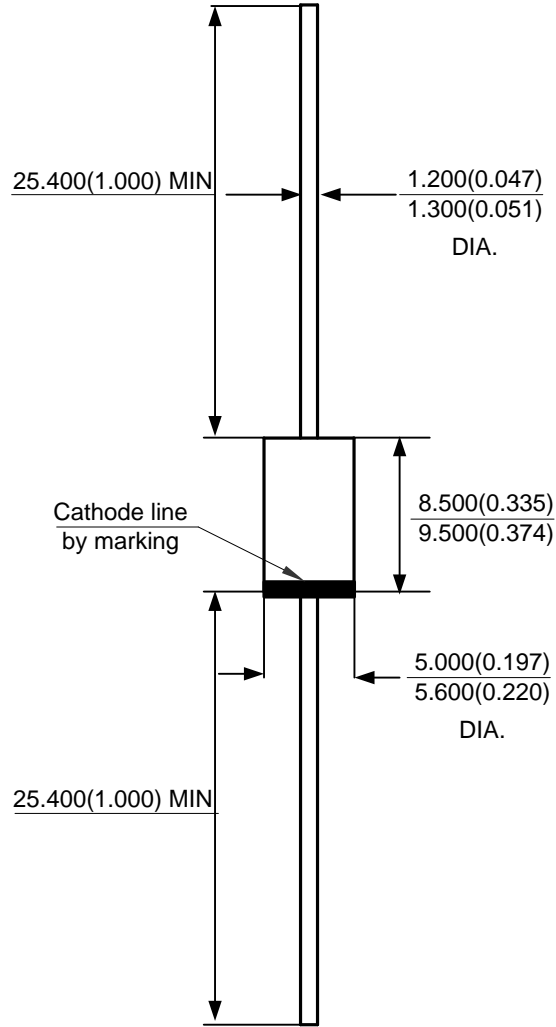 25.400(1.000) MIN
1.200(0.047)
1.300(0.051)
DIA.
Cathode line
by marking
8.500(0.335)
9.500(0.374)
5.000(0.197)
5.600(0.220)
DIA.
25.400(1.000) MIN